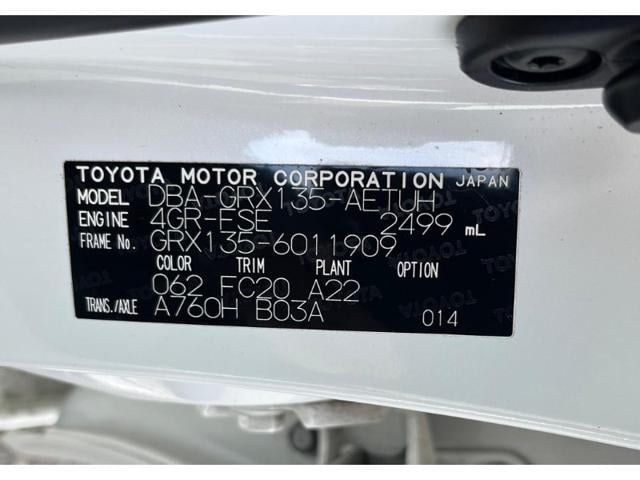 TOYOTA MOTOR CORPORATION JAPAN
MODEL DBA-GRX135-AETUH
ENGINE 4GR-FSE 2499 mL
FRAME No. GRX135-6011909
COLOR TRIM PLANT OPTION
062 FC20 A22
TRANS./AXLE A760H B03A 014